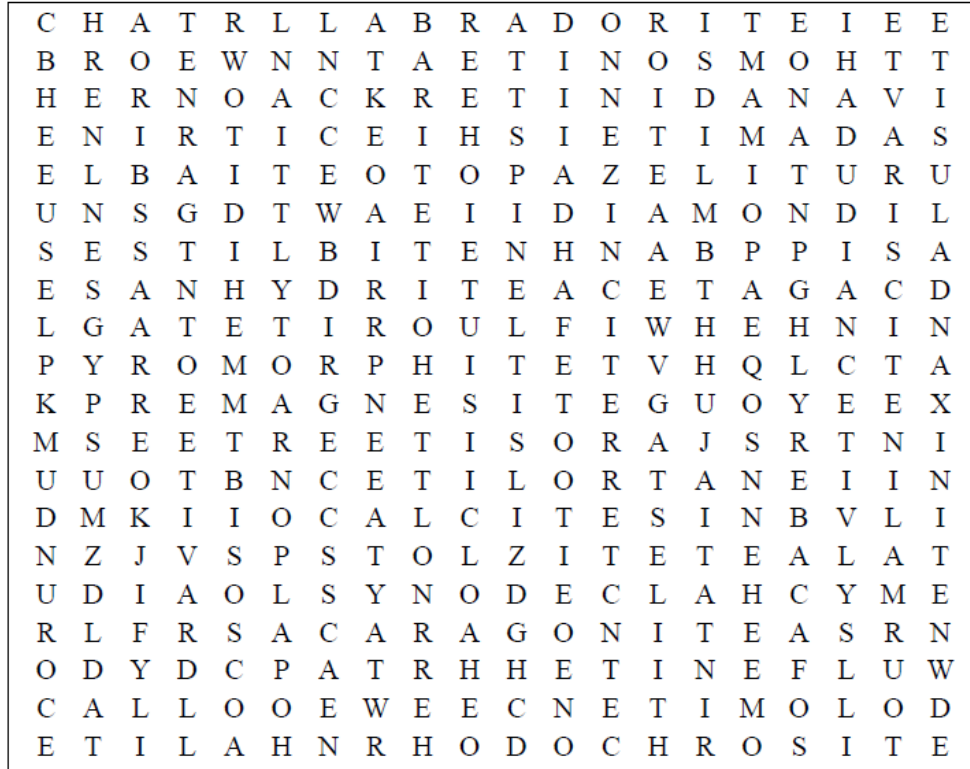 C H A T R L L A B R A D O R I T E I E E
B R O E W N N T A E T I N O S M O H T T
H E R N O A C K R E T I N I D A N A V I
E N I R T I C E I H S I E T I M A D A S
E L B A I T E O T O P A Z E L I T U R U
U N S G D T W A E I I D I A M O N D I L
S E S T I L B I T E N H N A B P P I S A
E S A N H Y D R I T E A C E T A G A C D
L G A T E T I R O U L F I W H E H N I N
P Y R O M O R P H I T E T V H Q L C T A
K P R E M A G N E S I T E G U O Y E E X
M S E E T R E E T I S O R A J S R T N I
U U O T B N C E T I L O R T A N E I I N
D M K I I O C A L C I T E S I N B V L I
N Z J V S P S T O L Z I T E T E A L A T
U D I A O L S Y N O D E C L A H C Y M E
R L F R S A C A R A G O N I T E A S R N
O D Y D C P A T R H H E T I N E F L U W
C A L L O O E W E E C N E T I M O L O D
E T I L A H N R H O D O C H R O S I T E